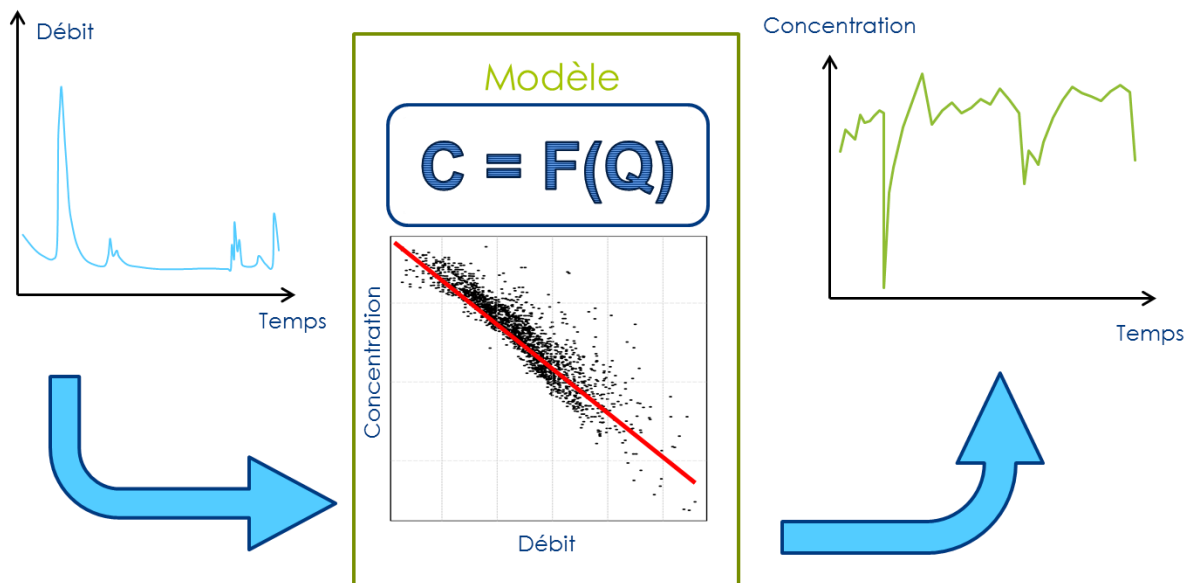 Débit
Temps
Modèle
C = F(Q)
Concentration
Débit
Concentration
Temps